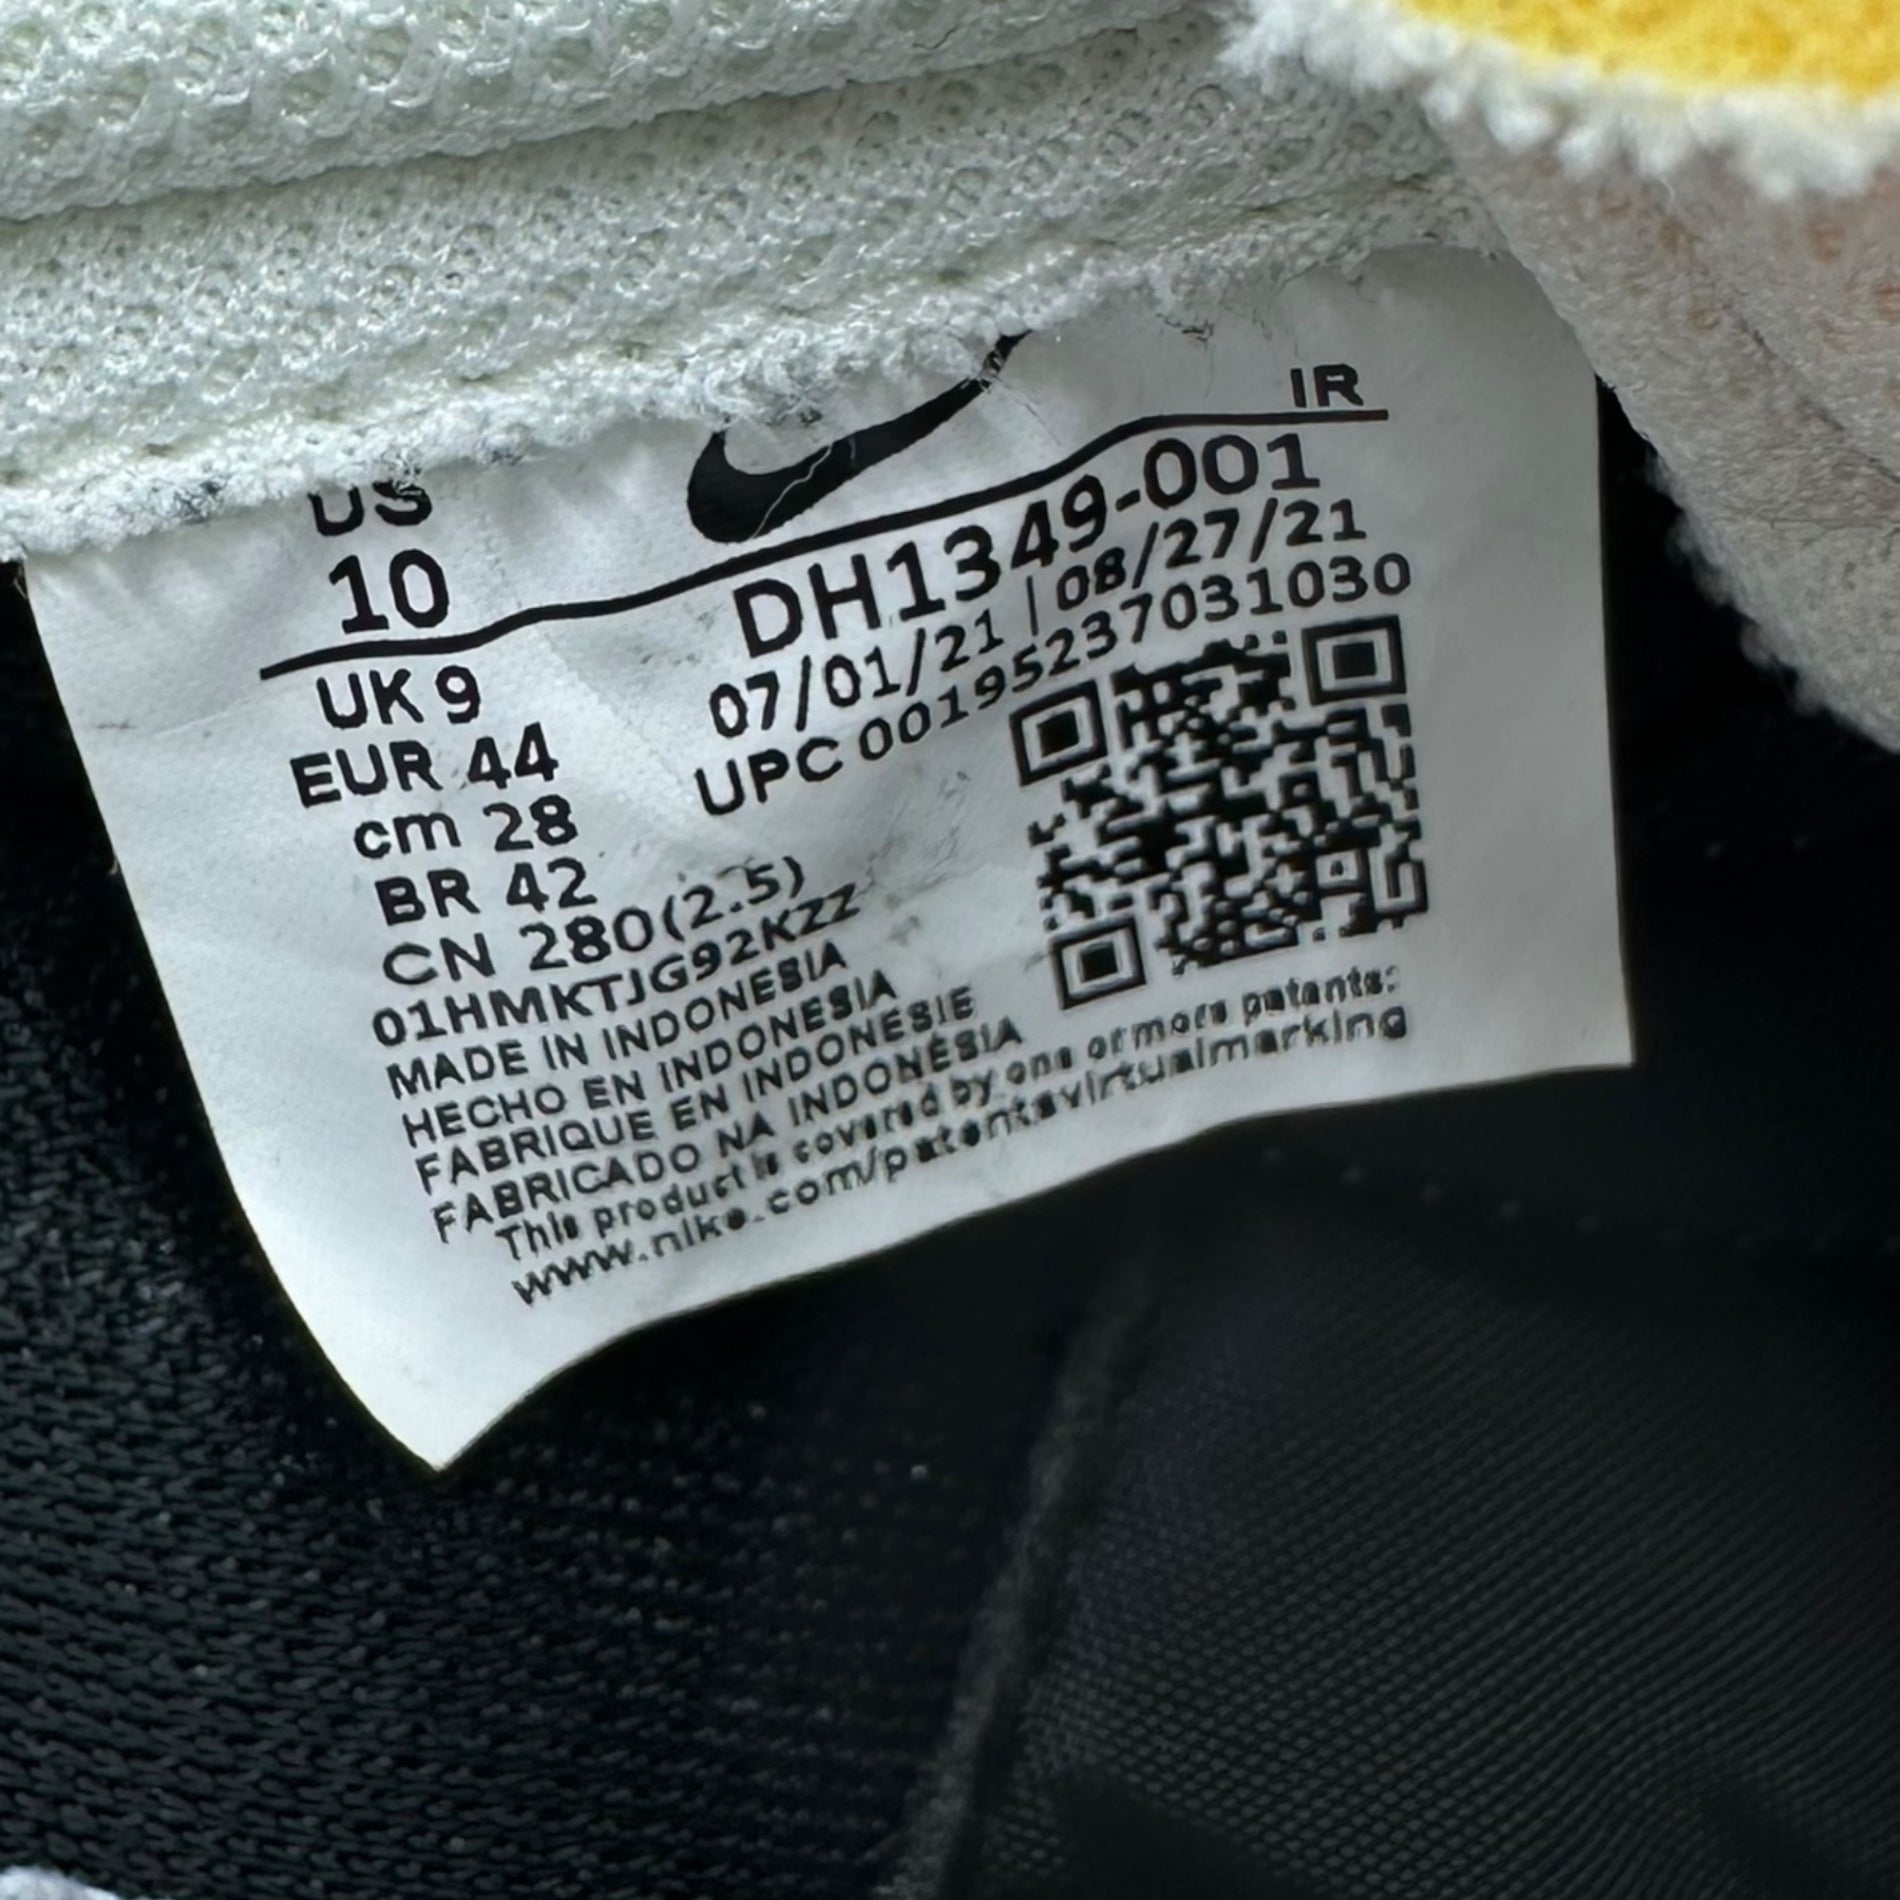 IR
US
10
DH1349-001
07/01/21 | 08/27/21
UPC 00195237031030
UK 9
EUR 44
cm 28
BR 42
CN 280(2.5)
01HMKTJG92KZZ
MADE IN INDONESIA
HECHO EN INDONESIA
FABRIQUE EN INDONESIE
FABRICADO NA INDONÉSIA
This product is covered by one or more patents:
www.nike.com/patentsvirtualmarking